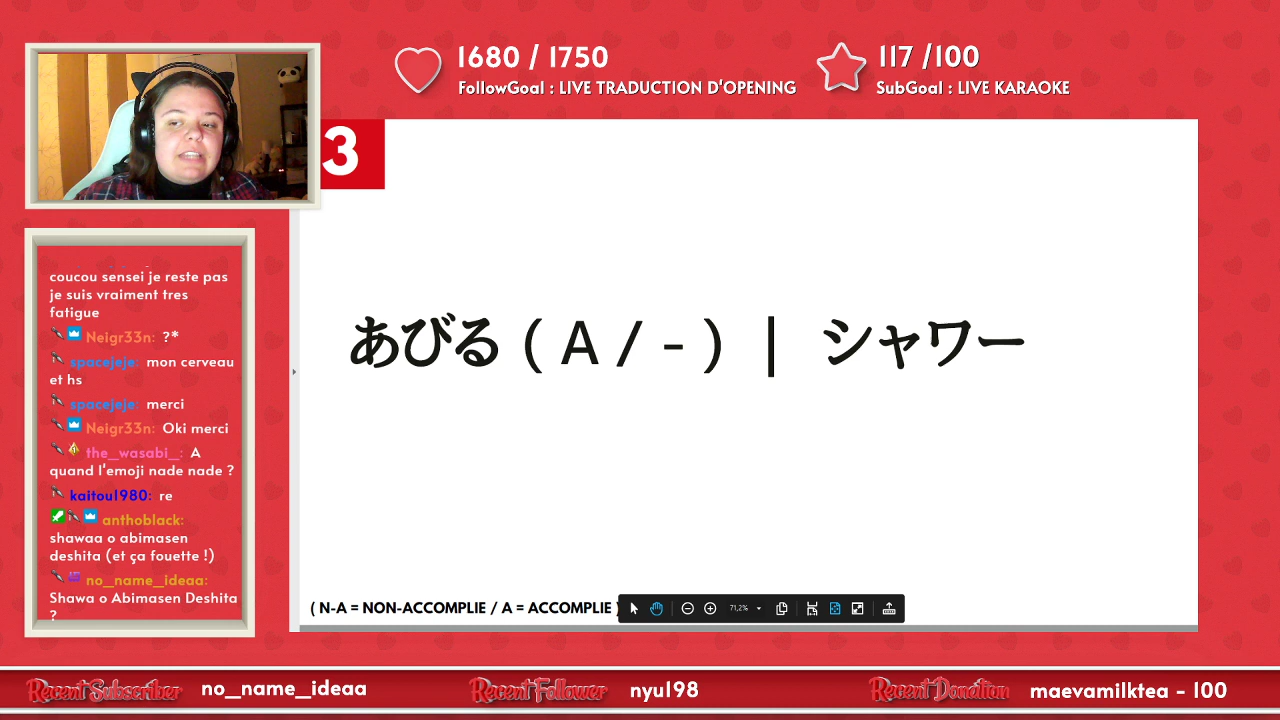 1680 / 1750
FollowGoal : LIVE TRADUCTION D'OPENING
117 /100
SubGoal : LIVE KARAOKE
3
あびる ( A / - ) | シャワー
( N-A = NON-ACCOMPLIE / A = ACCOMPLIE )
71,2%
coucou sensei je reste pas
je suis vraiment tres
fatigue
Neigr33n: ?*
spacejeje: mon cerveau
et hs
spacejeje: merci
Neigr33n: Oki merci
the_wasabi_: A
quand l'emoji nade nade ?
kaitou1980: re
anthoblack:
shawaa o abimasen
deshita (et ça fouette !)
no_name_ideaa:
Shawa o Abimasen Deshita
?
Recent Subscriber no_name_ideaa
Recent Follower nyu198
Recent Donation maevamilktea - 100